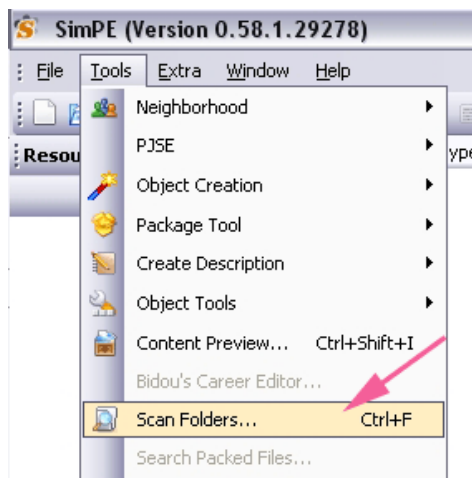 SimPE (Version 0.58.1.29278)
File Tools Extra Window Help
Resou
Neighborhood
PJSE
Object Creation
Package Tool
Create Description
Object Tools
Content Preview... Ctrl+Shift+I
Bidou's Career Editor...
Scan Folders... Ctrl+F
Search Packed Files...